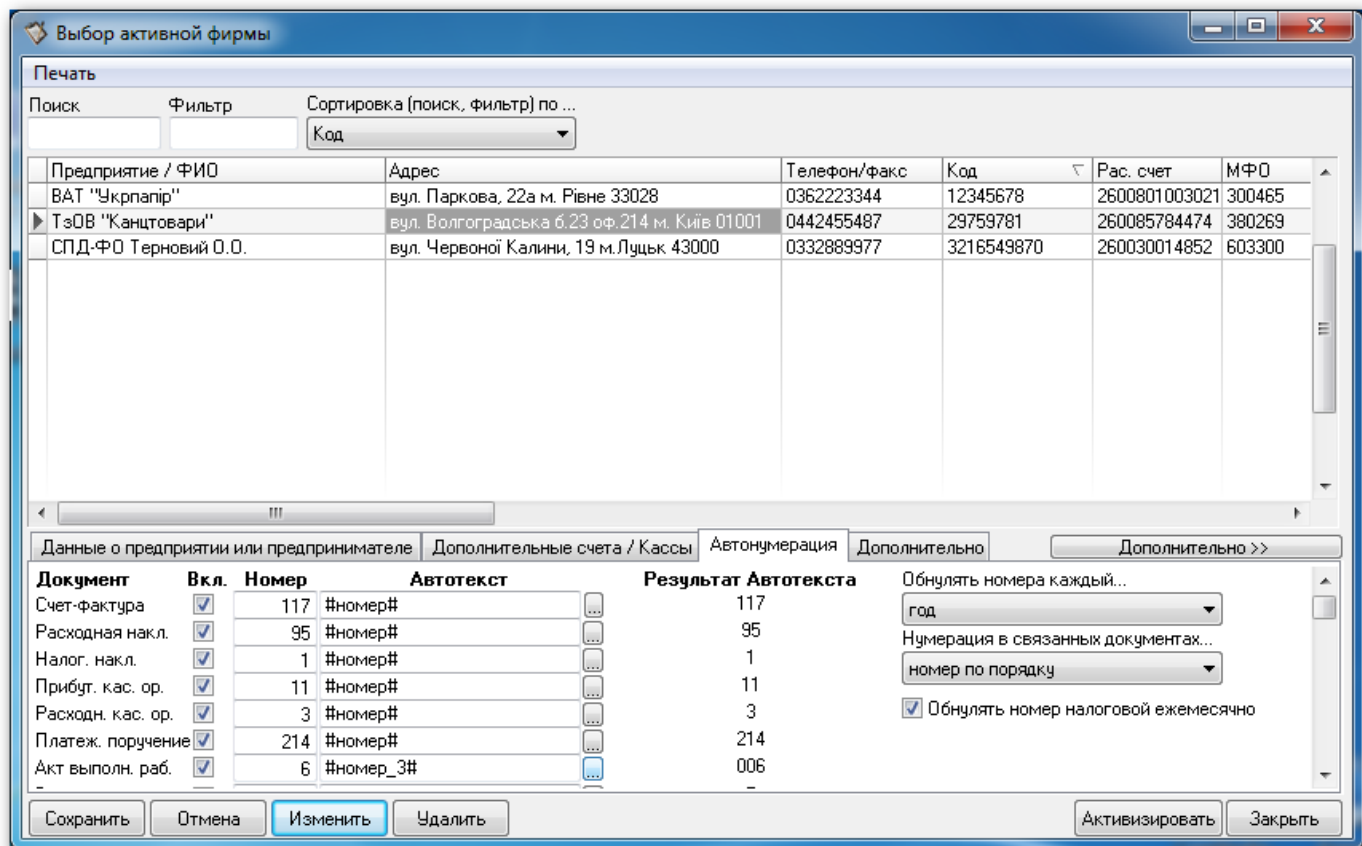 Выбор активной фирмы
Печать
Поиск Фильтр Сортировка (поиск, фильтр) по ...
Код
Предприятие / ФИО Адрес Телефон/факс Код Рас. счет МФО
ВАТ "Укрпапір" вул. Паркова, 22а м. Рівне 33028 0362223344 12345678 2600801003021 300465
ТзОВ "Канцтовари" вул. Волгоградська б.23 оф.214 м. Київ 01001 0442455487 29759781 260085784474 380269
СПД-ФО Терновий О.О. вул. Червоної Калини, 19 м.Луцьк 43000 0332889977 3216549870 260030014852 603300
Данные о предприятии или предпринимателе Дополнительные счета / Кассы Автонумерация Дополнительно Дополнительно >>
Документ Вкл. Номер Автотекст Результат Автотекста Обнулять номера каждый...
Счет-фактура 117 #номер# ... 117 год
Расходная накл. 95 #номер# ... 95 Нумерация в связанных документах...
Налог. накл. 1 #номер# ... 1 номер по порядку
Прибут. кас. ор. 11 #номер# ... 11
Расходн. кас. ор. 3 #номер# ... 3 Обнулять номер налоговой ежемесячно
Платеж. поручение 214 #номер# ... 214
Акт выполн. раб. 6 #номер_3# ... 006
Сохранить Отмена Изменить Удалить Активизировать Закрыть